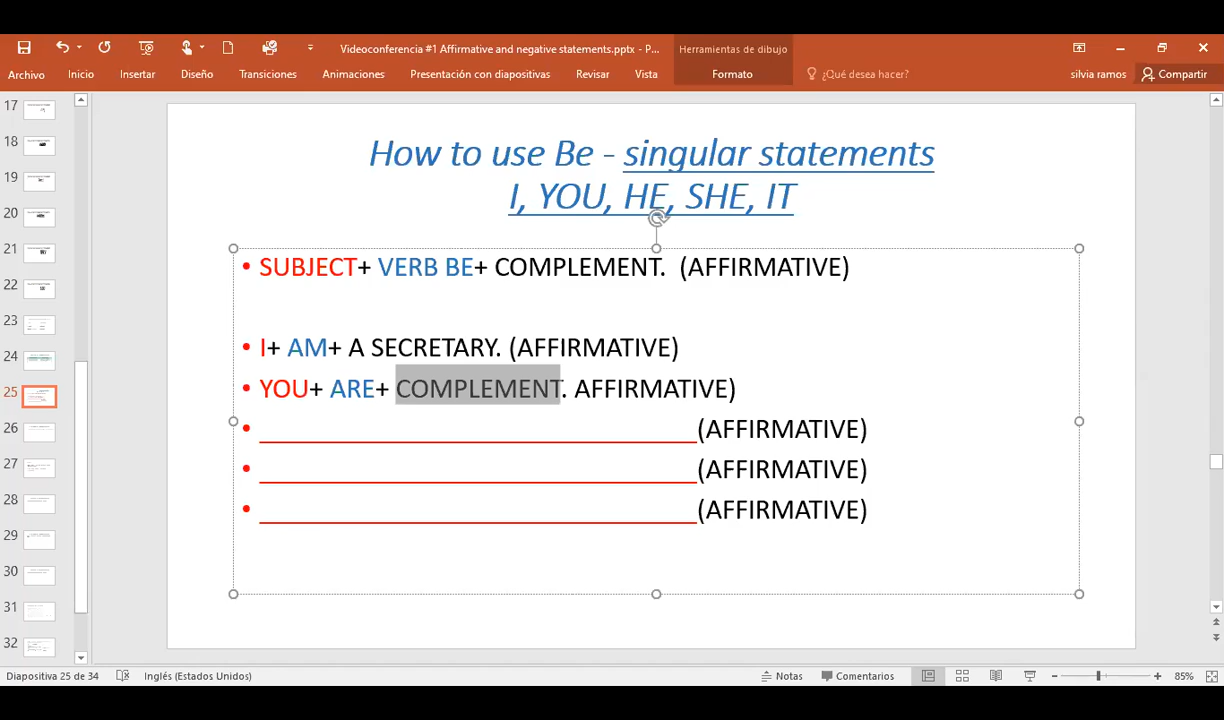 Videoconferencia #1 Affirmative and negative statements.pptx - P...
Herramientas de dibujo
Archivo
Inicio
Insertar
Diseño
Transiciones
Animaciones
Presentación con diapositivas
Revisar
Vista
Formato
¿Qué desea hacer?
silvia ramos
Compartir
17
18
19
20
21
22
23
24
25
26
27
28
29
30
31
32
How to use Be - singular statements
I, YOU, HE, SHE, IT
• SUBJECT+ VERB BE+ COMPLEMENT. (AFFIRMATIVE)
• I+ AM+ A SECRETARY. (AFFIRMATIVE)
• YOU+ ARE+ COMPLEMENT. AFFIRMATIVE)
• ______________________________(AFFIRMATIVE)
• ______________________________(AFFIRMATIVE)
• ______________________________(AFFIRMATIVE)
Diapositiva 25 de 34
Inglés (Estados Unidos)
Notas
Comentarios
85%